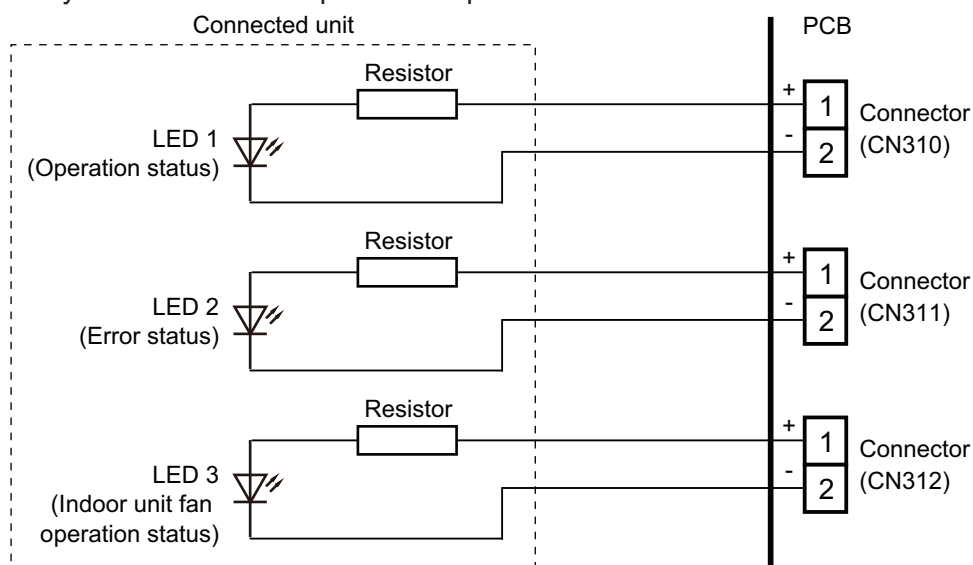 Connected unit
PCB
Resistor
+
1
Connector
LED 1
-
2
(CN310)
(Operation status)
Resistor
+
1
Connector
LED 2
-
2
(CN311)
(Error status)
Resistor
+
1
Connector
LED 3
-
2
(CN312)
(Indoor unit fan
operation status)